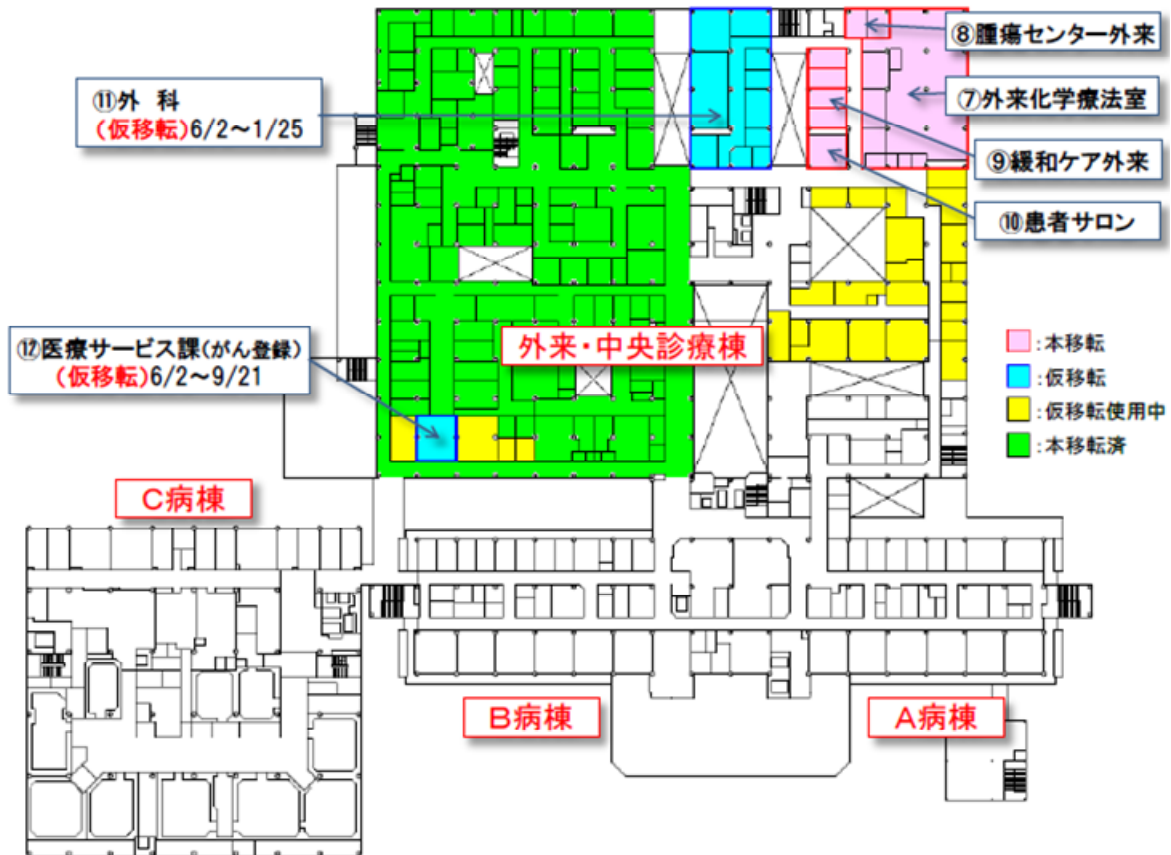 ⑧腫瘍センター外来
⑪外 科
(仮移転)6/2～1/25
⑦外来化学療法室
⑨緩和ケア外来
⑩患者サロン
⑫医療サービス課(がん登録)
(仮移転)6/2～9/21
外来・中央診療棟
:本移転
:仮移転
:仮移転使用中
:本移転済
C病棟
B病棟
A病棟